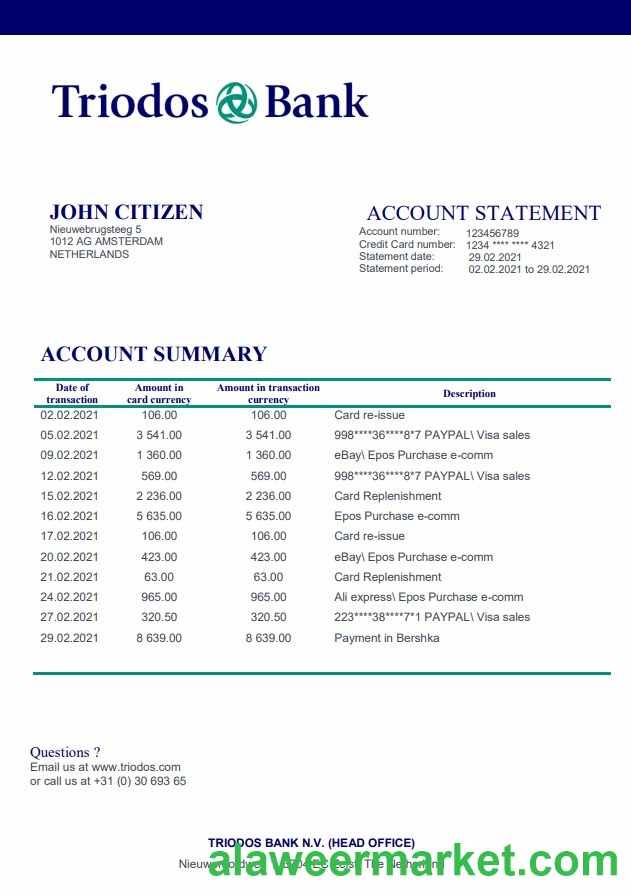 Triodos Bank
JOHN CITIZEN
Nieuwebrugsteeg 5
1012 AG AMSTERDAM
NETHERLANDS
ACCOUNT STATEMENT
Account number: 123456789
Credit Card number: 1234 **** **** 4321
Statement date: 29.02.2021
Statement period: 02.02.2021 to 29.02.2021
ACCOUNT SUMMARY
Date of transaction Amount in card currency Amount in transaction currency Description
02.02.2021 106.00 106.00 Card re-issue
05.02.2021 3 541.00 3 541.00 998****36****8*7 PAYPAL\ Visa sales
09.02.2021 1 360.00 1 360.00 eBay\ Epos Purchase e-comm
12.02.2021 569.00 569.00 998****36****8*7 PAYPAL\ Visa sales
15.02.2021 2 236.00 2 236.00 Card Replenishment
16.02.2021 5 635.00 5 635.00 Epos Purchase e-comm
17.02.2021 106.00 106.00 Card re-issue
20.02.2021 423.00 423.00 eBay\ Epos Purchase e-comm
21.02.2021 63.00 63.00 Card Replenishment
24.02.2021 965.00 965.00 Ali express\ Epos Purchase e-comm
27.02.2021 320.50 320.50 223****38****7*1 PAYPAL\ Visa sales
29.02.2021 8 639.00 8 639.00 Payment in Bershka
Questions ?
Email us at www.triodos.com
or call us at +31 (0) 30 693 65
TRIODOS BANK N.V. (HEAD OFFICE)
alaweermarket.com